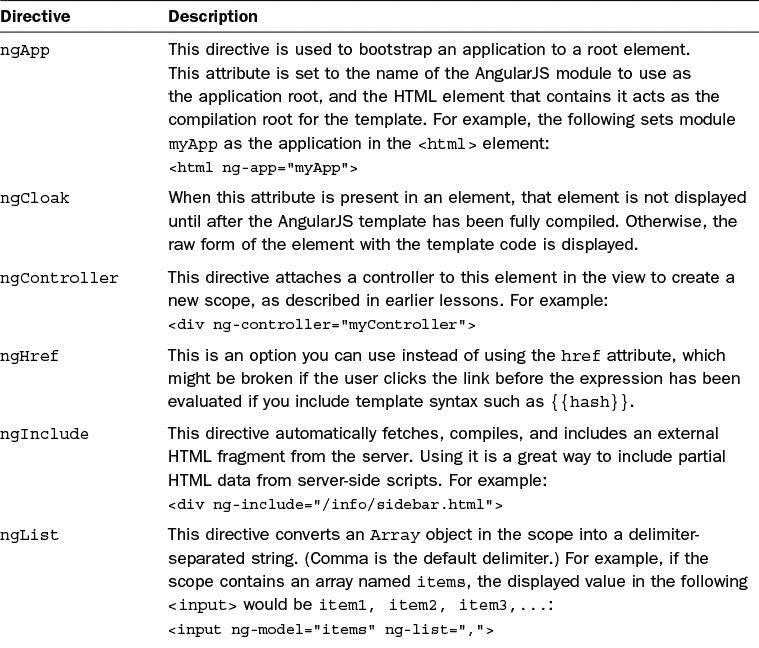 Directive Description
ngApp This directive is used to bootstrap an application to a root element.
This attribute is set to the name of the AngularJS module to use as
the application root, and the HTML element that contains it acts as the
compilation root for the template. For example, the following sets module
myApp as the application in the <html> element:
<html ng-app="myApp">
ngCloak When this attribute is present in an element, that element is not displayed
until after the AngularJS template has been fully compiled. Otherwise, the
raw form of the element with the template code is displayed.
ngController This directive attaches a controller to this element in the view to create a
new scope, as described in earlier lessons. For example:
<div ng-controller="myController">
ngHref This is an option you can use instead of using the href attribute, which
might be broken if the user clicks the link before the expression has been
evaluated if you include template syntax such as {{hash}}.
ngInclude This directive automatically fetches, compiles, and includes an external
HTML fragment from the server. Using it is a great way to include partial
HTML data from server-side scripts. For example:
<div ng-include="/info/sidebar.html">
ngList This directive converts an Array object in the scope into a delimiter-
separated string. (Comma is the default delimiter.) For example, if the
scope contains an array named items, the displayed value in the following
<input> would be item1, item2, item3,...:
<input ng-model="items" ng-list=",">